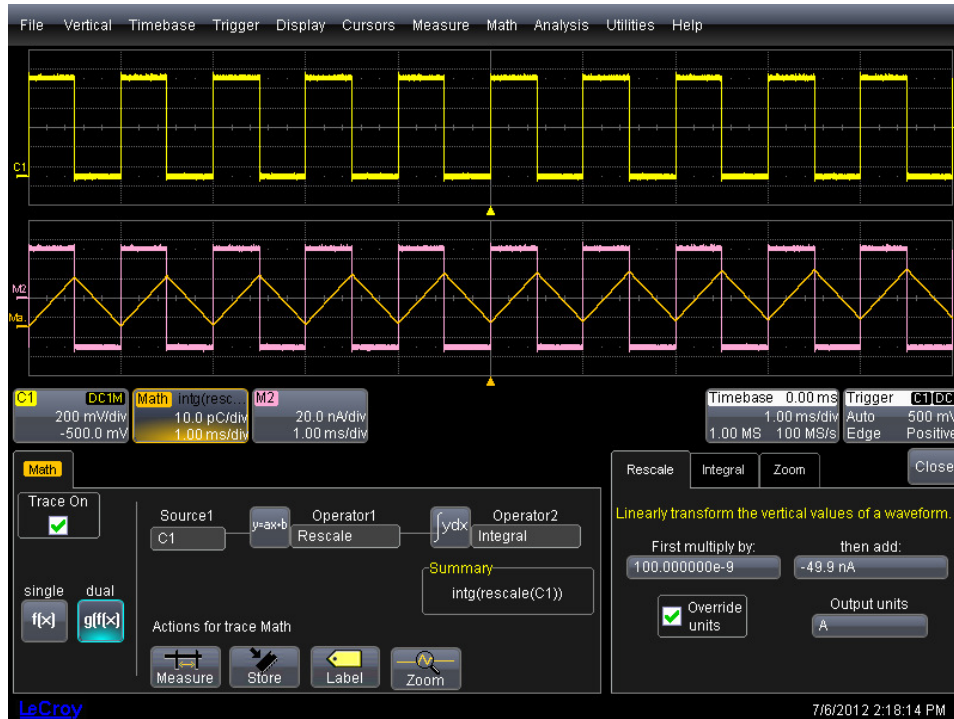 File Vertical Timebase Trigger Display Cursors Measure Math Analysis Utilities Help
C1
M2
Ma.
C1 DC1M
200 mV/div
-500.0 mV
Math intg(resc...
10.0 pC/div
1.00 ms/div
M2
20.0 nA/div
1.00 ms/div
Timebase 0.00 ms
1.00 ms/div
1.00 MS 100 MS/s
Trigger C1 DC
Auto 500 mV
Edge Positive
Math
Trace On
Source1
C1
y=ax+b
Operator1
Rescale
∫ydx
Operator2
Integral
Summary
intg(rescale(C1))
single dual
f(x) g(f(x))
Actions for trace Math
Measure Store Label Zoom
Rescale Integral Zoom Close
Linearly transform the vertical values of a waveform.
First multiply by: then add:
100.000000e-9 -49.9 nA
Override units
Output units
A
LeCroy
7/6/2012 2:18:14 PM